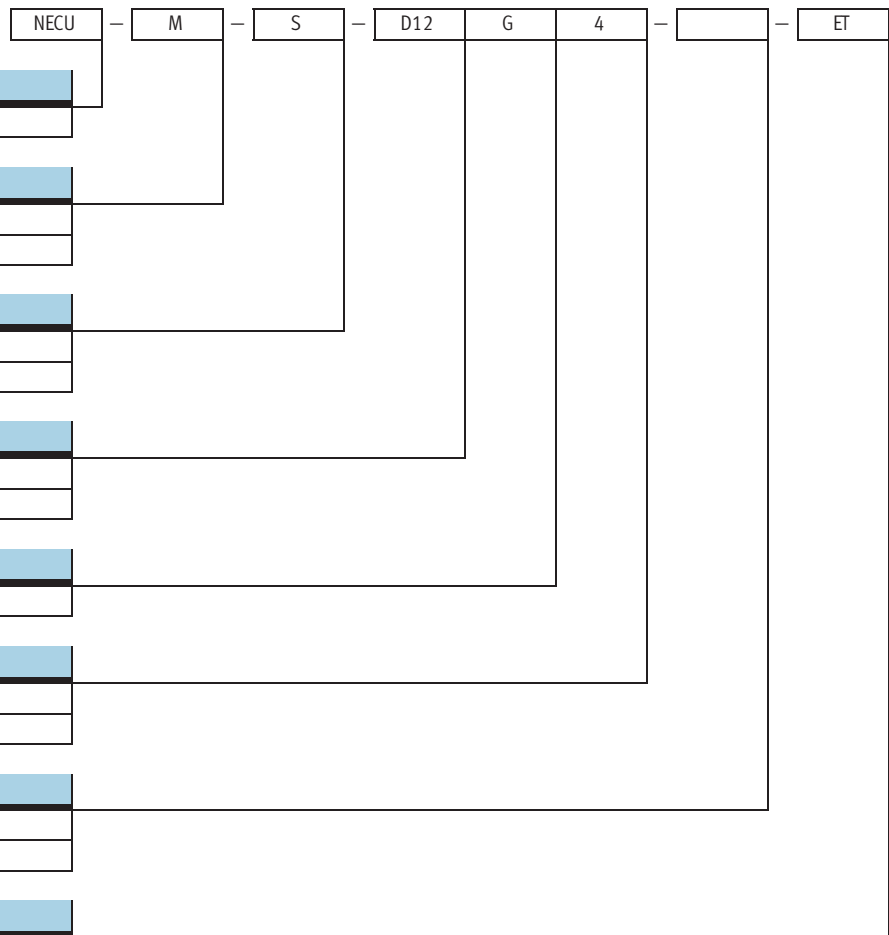 NECU – M – S – D12 G 4 – – ET